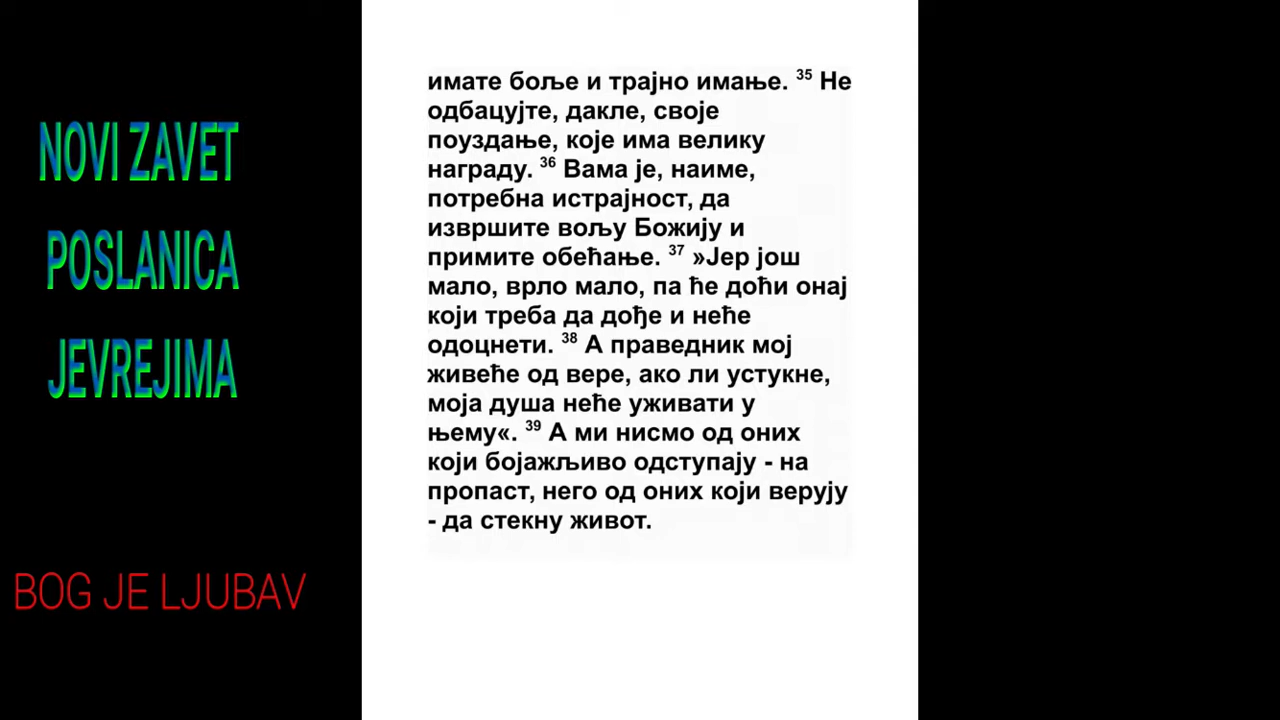 NOVI ZAVET
POSLANICA
JEVREJIMA
BOG JE LJUBAV
имате боље и трајно имање. 35 Не
одбацујте, дакле, своје
поуздање, које има велику
награду. 36 Вама је, наиме,
потребна истрајност, да
извршите вољу Божију и
примите обећање. 37 »Јер још
мало, врло мало, па ће доћи онај
који треба да дође и неће
одоцнети. 38 А праведник мој
живеће од вере, ако ли устукне,
моја душа неће уживати у
њему«. 39 А ми нисмо од оних
који бојажљиво одступају - на
пропаст, него од оних који верују
- да стекну живот.